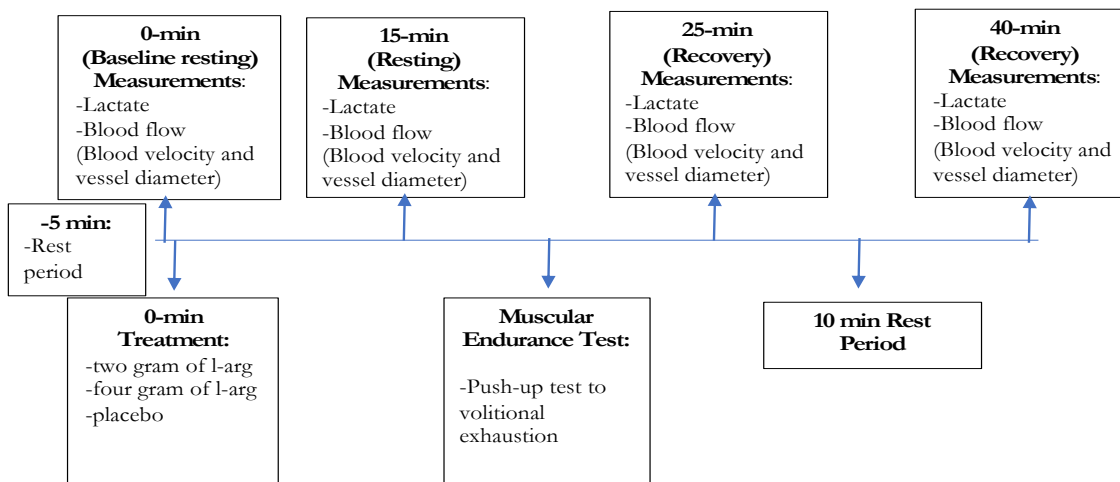 0-min
(Baseline resting)
Measurements:
-Lactate
-Blood flow
(Blood velocity and
vessel diameter)
15-min
(Resting)
Measurements:
-Lactate
-Blood flow
(Blood velocity and
vessel diameter)
25-min
(Recovery)
Measurements:
-Lactate
-Blood flow
(Blood velocity and
vessel diameter)
40-min
(Recovery)
Measurements:
-Lactate
-Blood flow
(Blood velocity and
vessel diameter)
-5 min:
-Rest
period
0-min
Treatment:
-two gram of l-arg
-four gram of l-arg
-placebo
Muscular
Endurance Test:
-Push-up test to
volitional
exhaustion
10 min Rest
Period